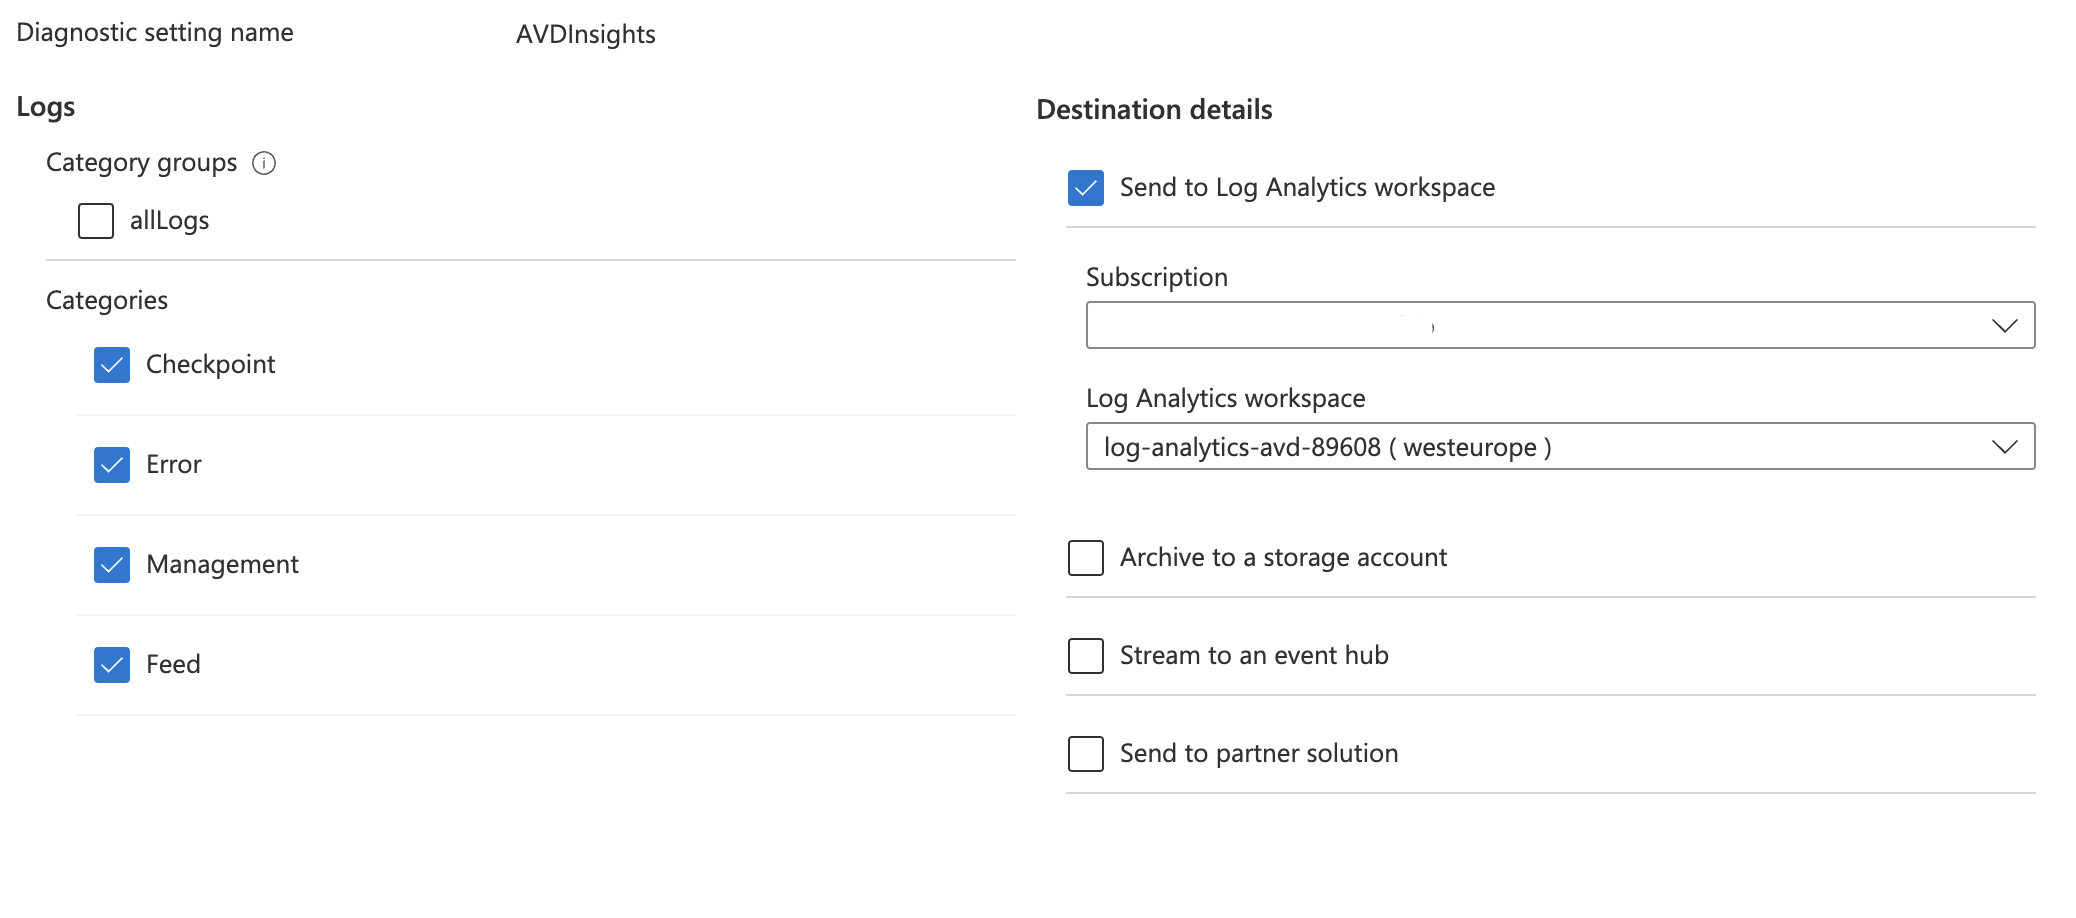 Diagnostic setting name
AVDInsights
Logs
Category groups
allLogs
Categories
Checkpoint
Error
Management
Feed
Destination details
Send to Log Analytics workspace
Subscription
Log Analytics workspace
log-analytics-avd-89608 ( westeurope )
Archive to a storage account
Stream to an event hub
Send to partner solution